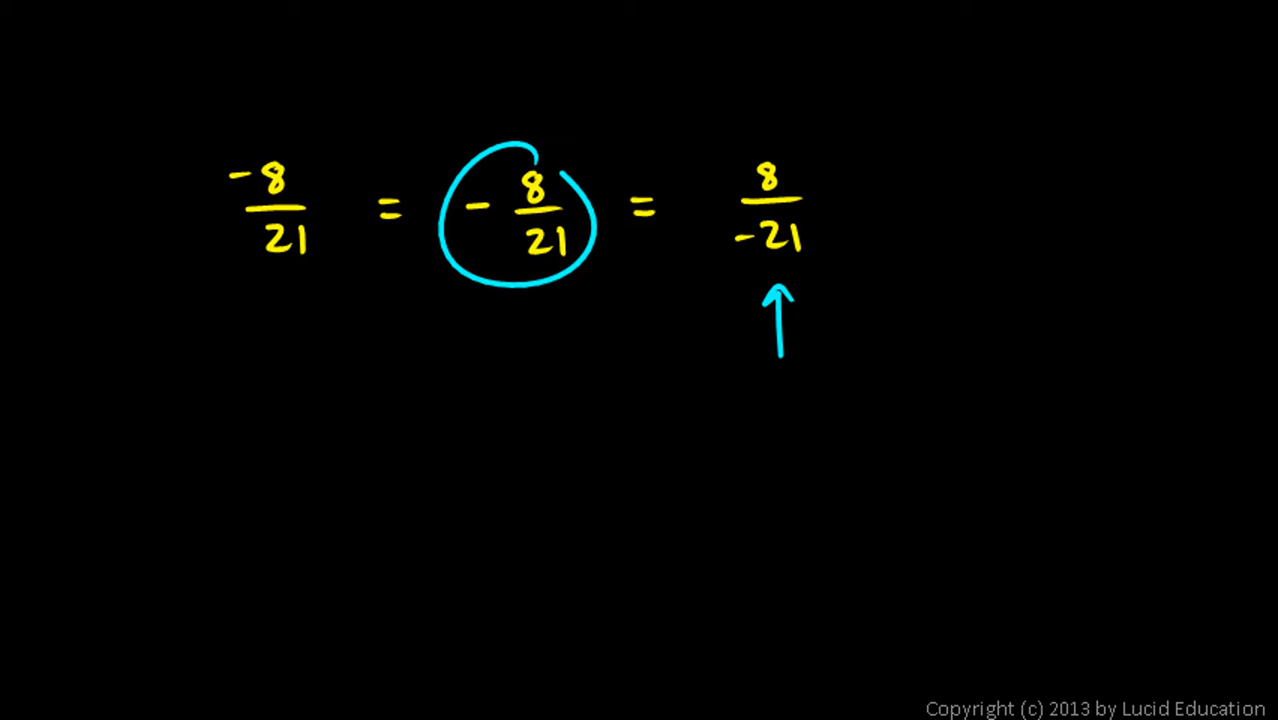 -8/21 = - 8/21 = 8/-21
Copyright (c) 2013 by Lucid Education